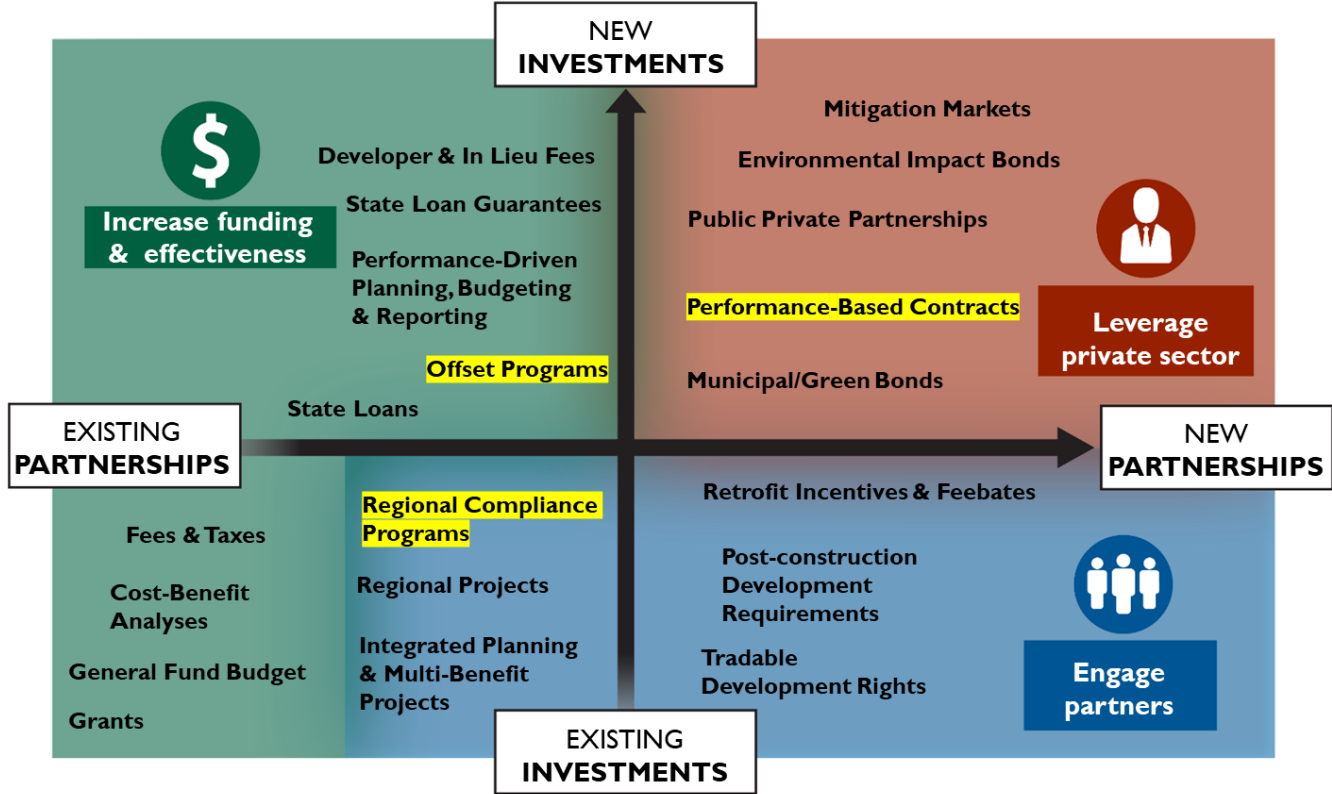 NEW
INVESTMENTS
Mitigation Markets
Developer & In Lieu Fees
Environmental Impact Bonds
$
Increase funding
& effectiveness
State Loan Guarantees
Public Private Partnerships
Performance-Driven
Planning, Budgeting
& Reporting
Performance-Based Contracts
Leverage
private sector
Offset Programs
Municipal/Green Bonds
State Loans
EXISTING
PARTNERSHIPS
NEW
PARTNERSHIPS
Regional Compliance
Programs
Retrofit Incentives & Feebates
Fees & Taxes
Cost-Benefit
Analyses
Regional Projects
Post-construction
Development
Requirements
General Fund Budget
Grants
Integrated Planning
& Multi-Benefit
Projects
Tradable
Development Rights
Engage
partners
EXISTING
INVESTMENTS